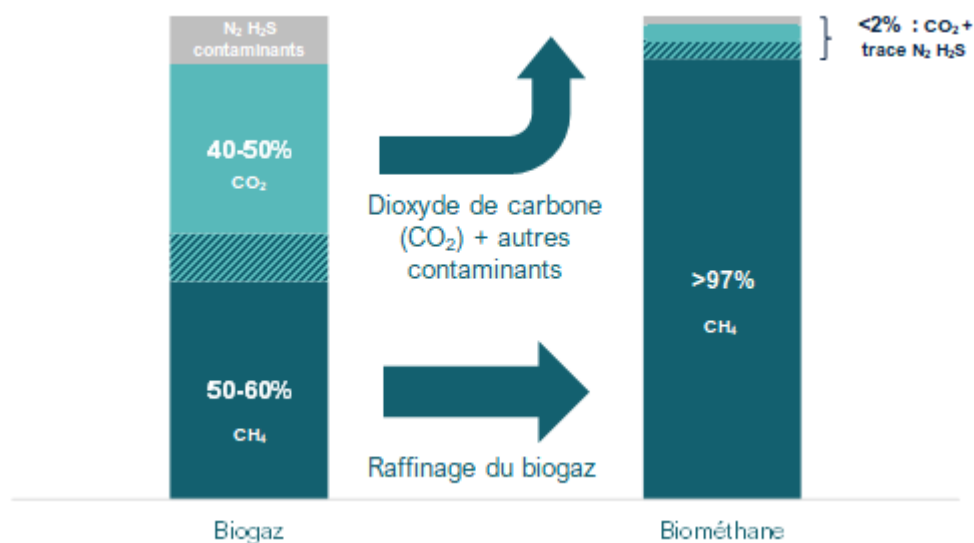 N₂ H₂S
contaminants
40-50%
CO₂
50-60%
CH₄
Biogaz
Dioxyde de carbone
(CO₂) + autres
contaminants
Raffinage du biogaz
<2% : CO₂ +
trace N₂ H₂S
>97%
CH₄
Biométhane